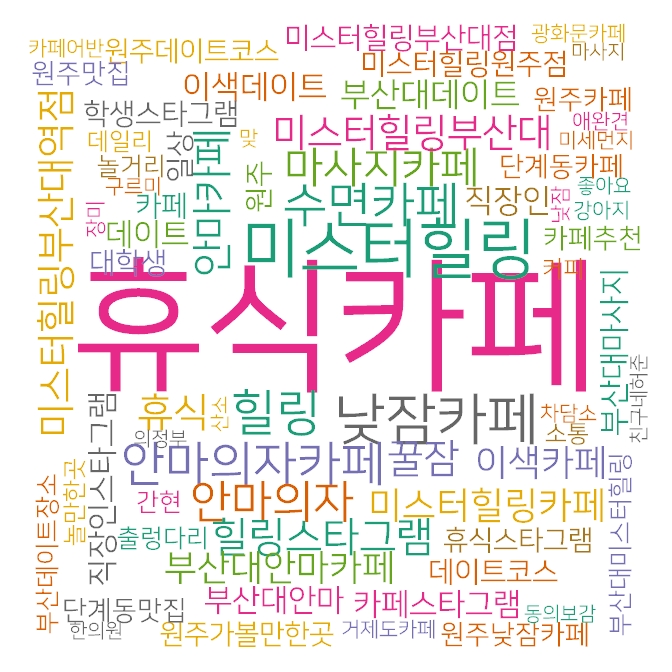 카페어반
원주데이트코스
미스터힐링부산대점
광화문카페
마사지
원주맛집
이색데이트
미스터힐링원주점
부산대데이트
원주카페
학생스타그램
미스터힐링부산대
애완견
데일리
일상
맞
미세먼지
놀거리
안마카페
원주
마사지카페
단계동카페
구르미
카페
수면카페
직장인
낮잠
좋아요
강아지
장미
데이트
미스터힐링
카페추천
대학생
커피
미스터힐링부산대역점
휴식카페
부산대마사지
친구네허준
직장인스타그램
휴식
산소
힐링
낮잠카페
차담소
소통
의정부
안마의자카페
꿀잠
이색카페
부산데이트장소
볼만한곳
간현
안마의자
미스터힐링카페
부산대미스터힐링
출렁다리
힐링스타그램
휴식스타그램
부산대안마카페
데이트코스
단계동맛집
부산대안마
카페스타그램
동의보감
한의원
원주가볼만한곳
거제도카페
원주낮잠카페